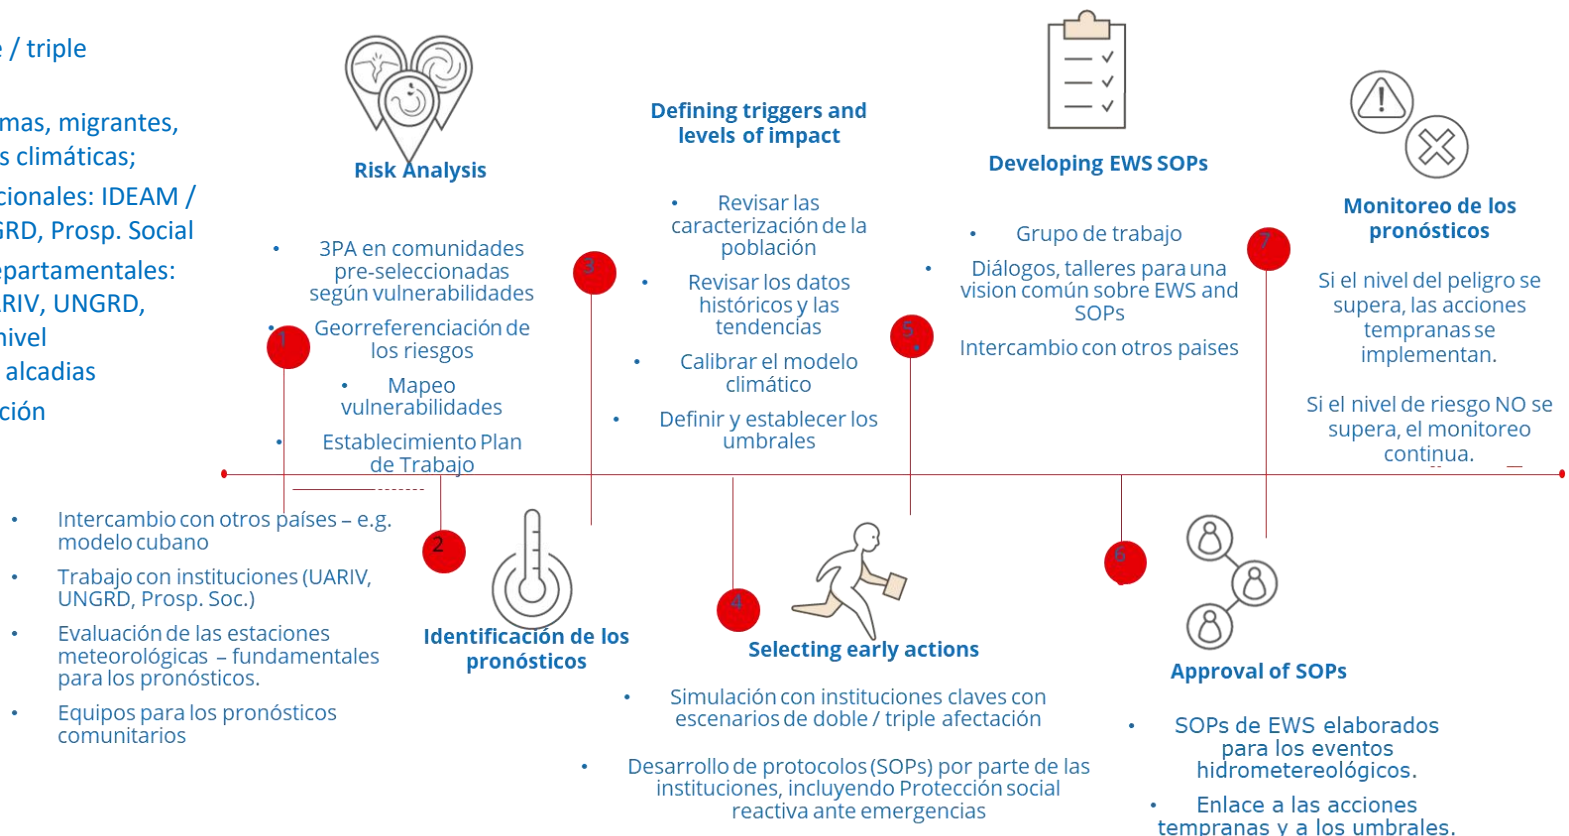 / triple
mas, migrantes,
s climáticas;
cionales: IDEAM /
GRD, Prosp. Social
epartamentales:
ARIV, UNGRD,
nivel
alcadias
ción
Risk Analysis
• 3PA en comunidades
pre-seleccionadas
según vulnerabilidades
• Georreferenciación de
los riesgos
• Mapeo
vulnerabilidades
• Establecimiento Plan
de Trabajo
1
• Intercambio con otros países – e.g.
modelo cubano
• Trabajo con instituciones (UARIV,
UNGRD, Prosp. Soc.)
• Evaluación de las estaciones
meteorológicas – fundamentales
para los pronósticos.
• Equipos para los pronósticos
comunitarios
2
Identificación de los
pronósticos
3
Defining triggers and
levels of impact
• Revisar las
caracterización de la
población
• Revisar los datos
históricos y las
tendencias
• Calibrar el modelo
climático
• Definir y establecer los
umbrales
4
Selecting early actions
• Simulación con instituciones claves con
escenarios de doble / triple afectación
• Desarrollo de protocolos (SOPs) por parte de las
instituciones, incluyendo Protección social
reactiva ante emergencias
5
Developing EWS SOPs
• Grupo de trabajo
• Diálogos, talleres para una
vision común sobre EWS and
SOPs
• Intercambio con otros paises
6
Approval of SOPs
• SOPs de EWS elaborados
para los eventos
hidrometereológicos.
• Enlace a las acciones
tempranas y a los umbrales.
7
Monitoreo de los
pronósticos
Si el nivel del peligro se
supera, las acciones
tempranas se
implementan.
Si el nivel de riesgo NO se
supera, el monitoreo
continua.